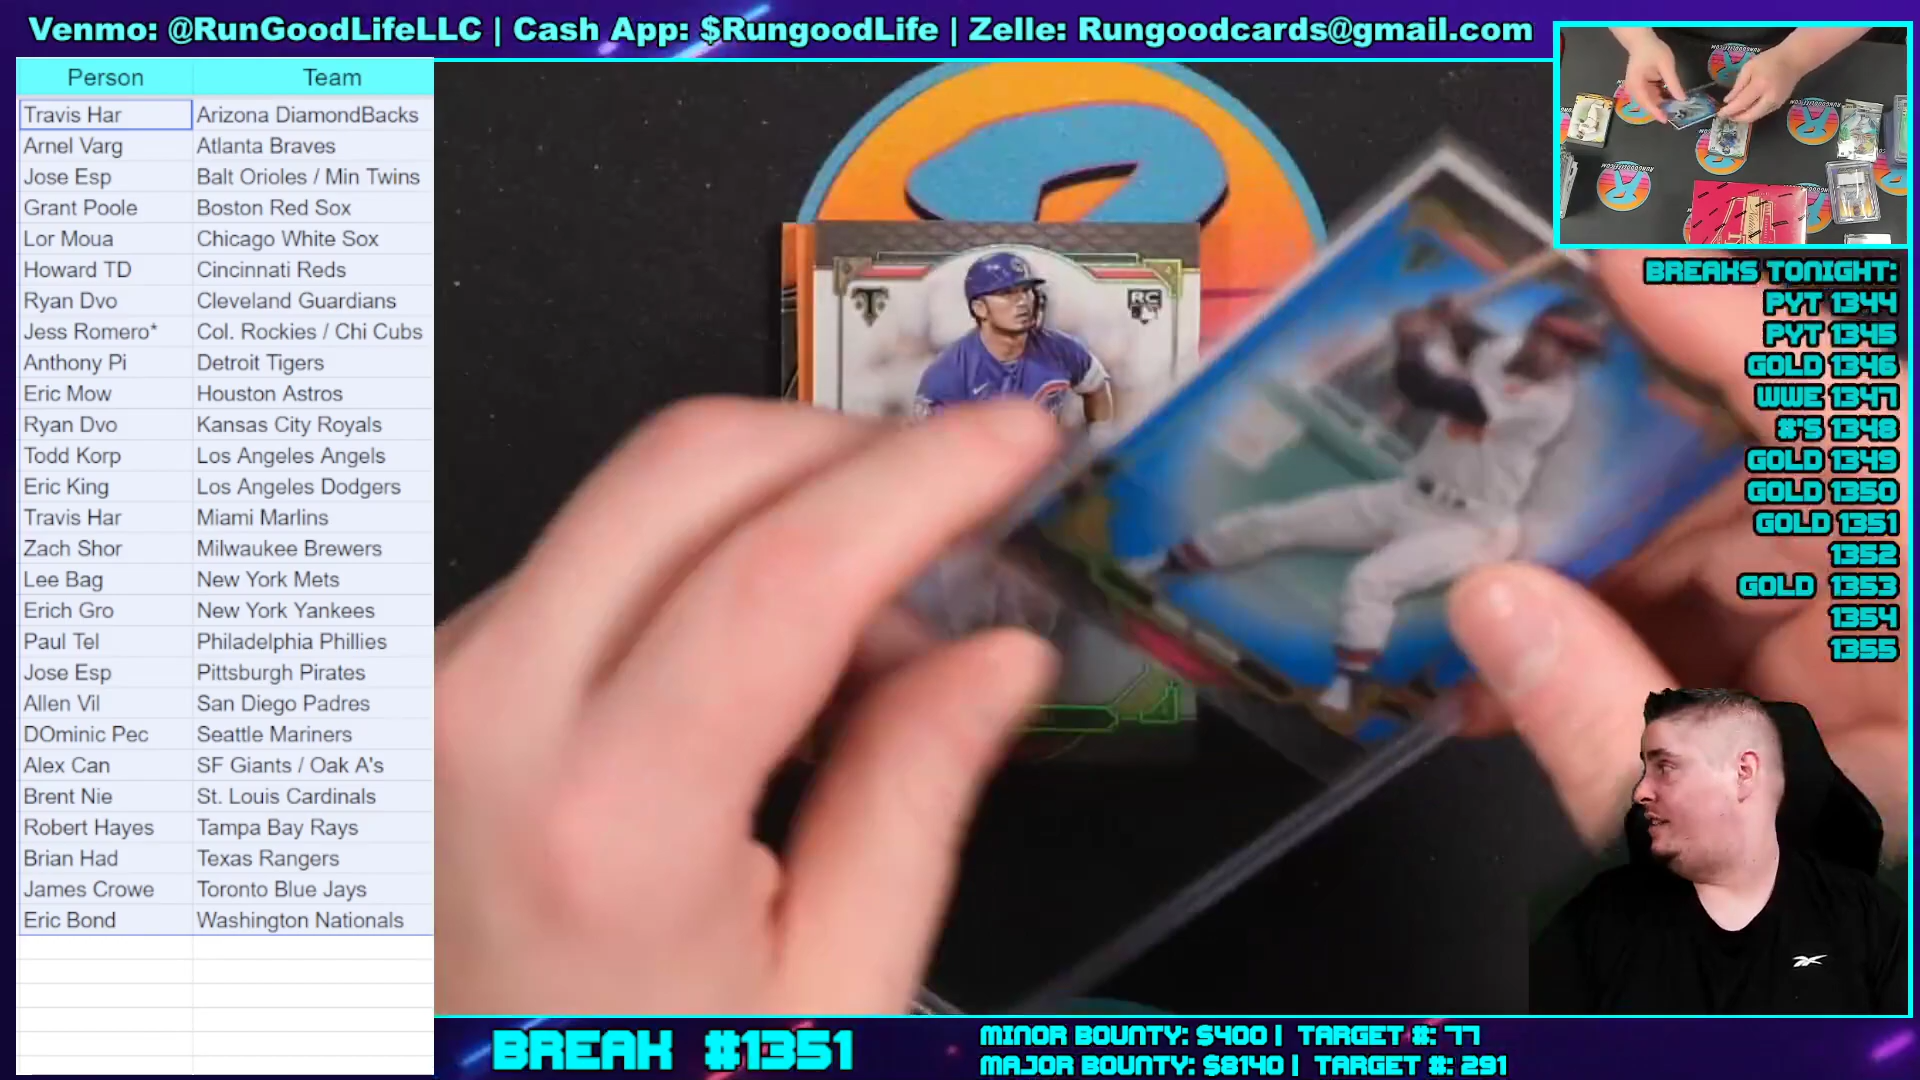 Venmo: @RunGoodLifeLLC | Cash App: $RungoodLife | Zelle: Rungoodcards@gmail.com
Person Team
Travis Har Arizona DiamondBacks
Arnel Varg Atlanta Braves
Jose Esp Balt Orioles / Min Twins
Grant Poole Boston Red Sox
Lor Moua Chicago White Sox
Howard TD Cincinnati Reds
Ryan Dvo Cleveland Guardians
Jess Romero* Col. Rockies / Chi Cubs
Anthony Pi Detroit Tigers
Eric Mow Houston Astros
Ryan Dvo Kansas City Royals
Todd Korp Los Angeles Angels
Eric King Los Angeles Dodgers
Travis Har Miami Marlins
Zach Shor Milwaukee Brewers
Lee Bag New York Mets
Erich Gro New York Yankees
Paul Tel Philadelphia Phillies
Jose Esp Pittsburgh Pirates
Allen Vil San Diego Padres
DOminic Pec Seattle Mariners
Alex Can SF Giants / Oak A's
Brent Nie St. Louis Cardinals
Robert Hayes Tampa Bay Rays
Brian Had Texas Rangers
James Crowe Toronto Blue Jays
Eric Bond Washington Nationals
RC
BREAKS TONIGHT:
PYT 1344
PYT 1345
GOLD 1346
WWE 1347
#'S 1348
GOLD 1349
GOLD 1350
GOLD 1351
1352
GOLD 1353
1354
1355
BREAK #1351
MINOR BOUNTY: $400 | TARGET #: 77
MAJOR BOUNTY: $8140 | TARGET #: 291